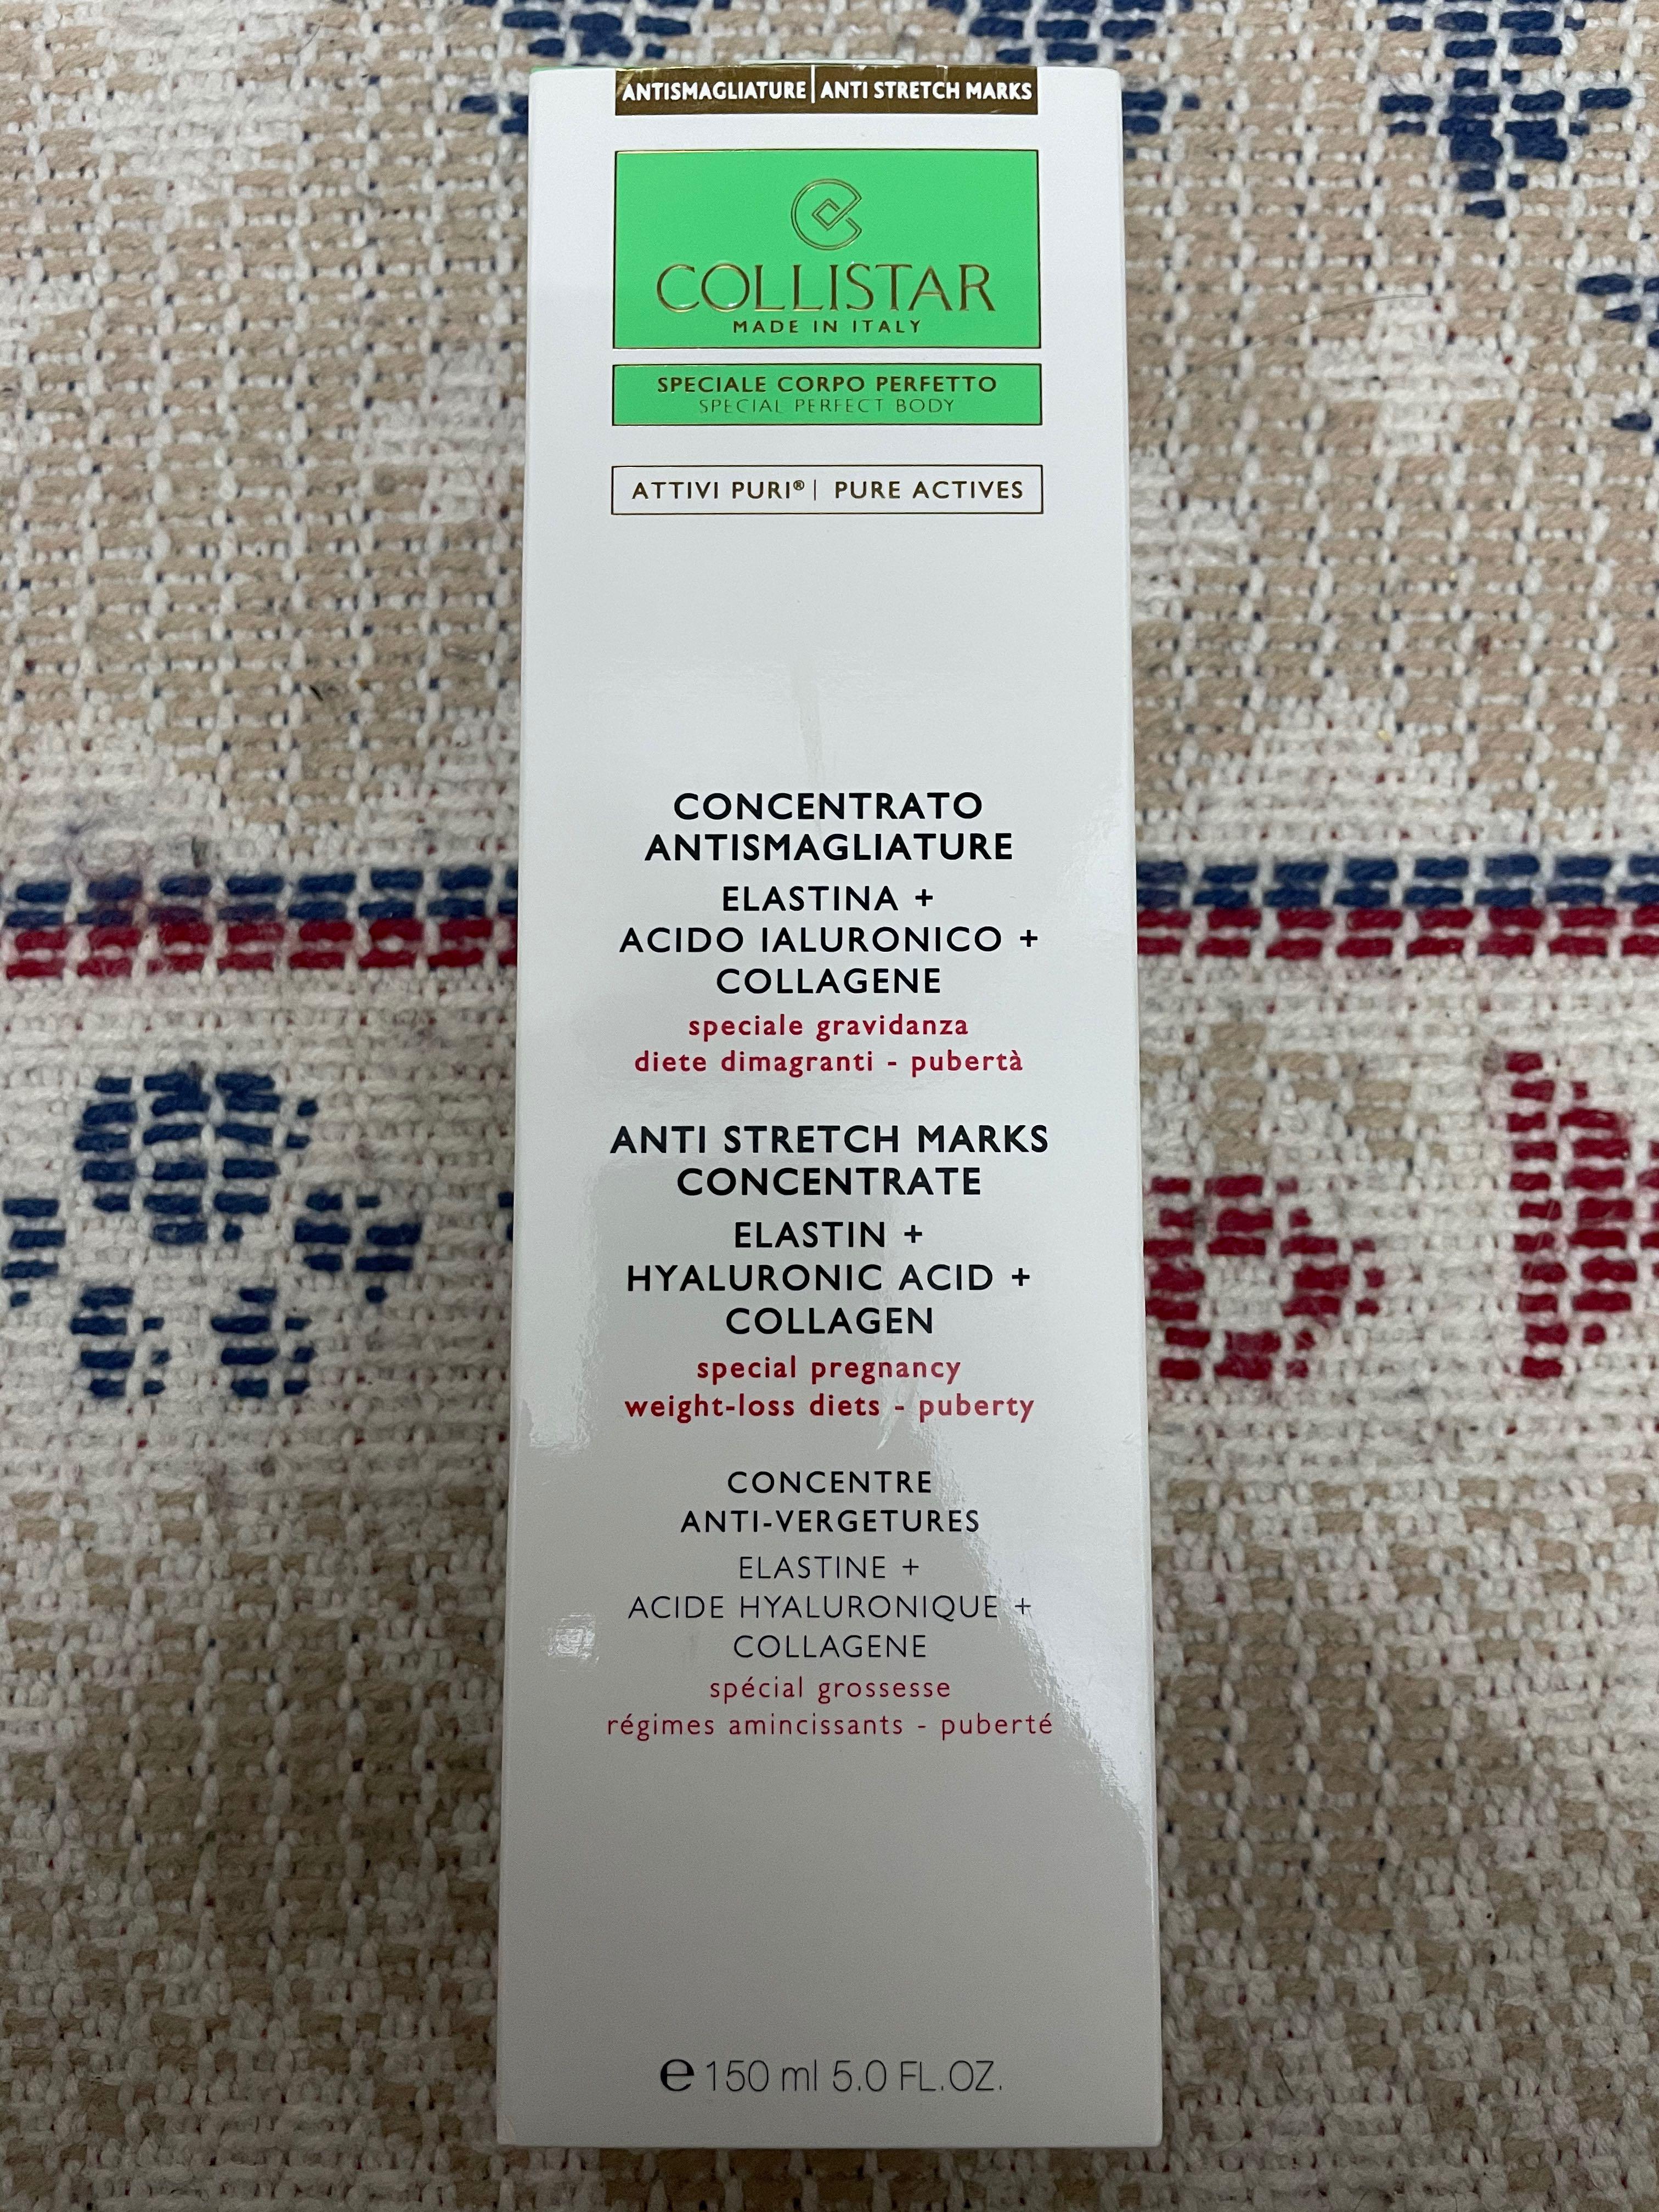 ANTISMAGLIATURE | ANTI STRETCH MARKS
COLLISTAR
MADE IN ITALY
SPECIALE CORPO PERFETTO
SPECIAL PERFECT BODY
ATTIVI PURI® | PURE ACTIVES
CONCENTRATO
ANTISMAGLIATURE
ELASTINA +
ACIDO IALURONICO +
COLLAGENE
speciale gravidanza
diete dimagranti - pubertà
ANTI STRETCH MARKS
CONCENTRATE
ELASTIN +
HYALURONIC ACID +
COLLAGEN
special pregnancy
weight-loss diets - puberty
CONCENTRE
ANTI-VERGETURES
ELASTINE +
ACIDE HYALURONIQUE +
COLLAGENE
spécial grossesse
régimes amincissants - puberté
℮ 150 ml 5.0 FL.OZ.